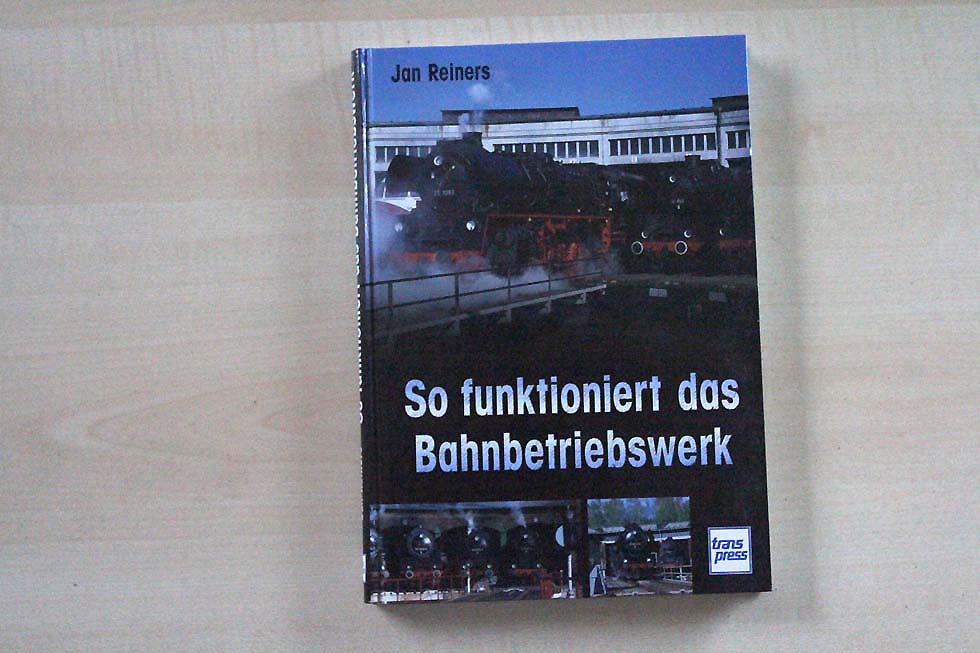 Jan Reiners
So funktioniert das
Bahnbetriebswerk
trans
press